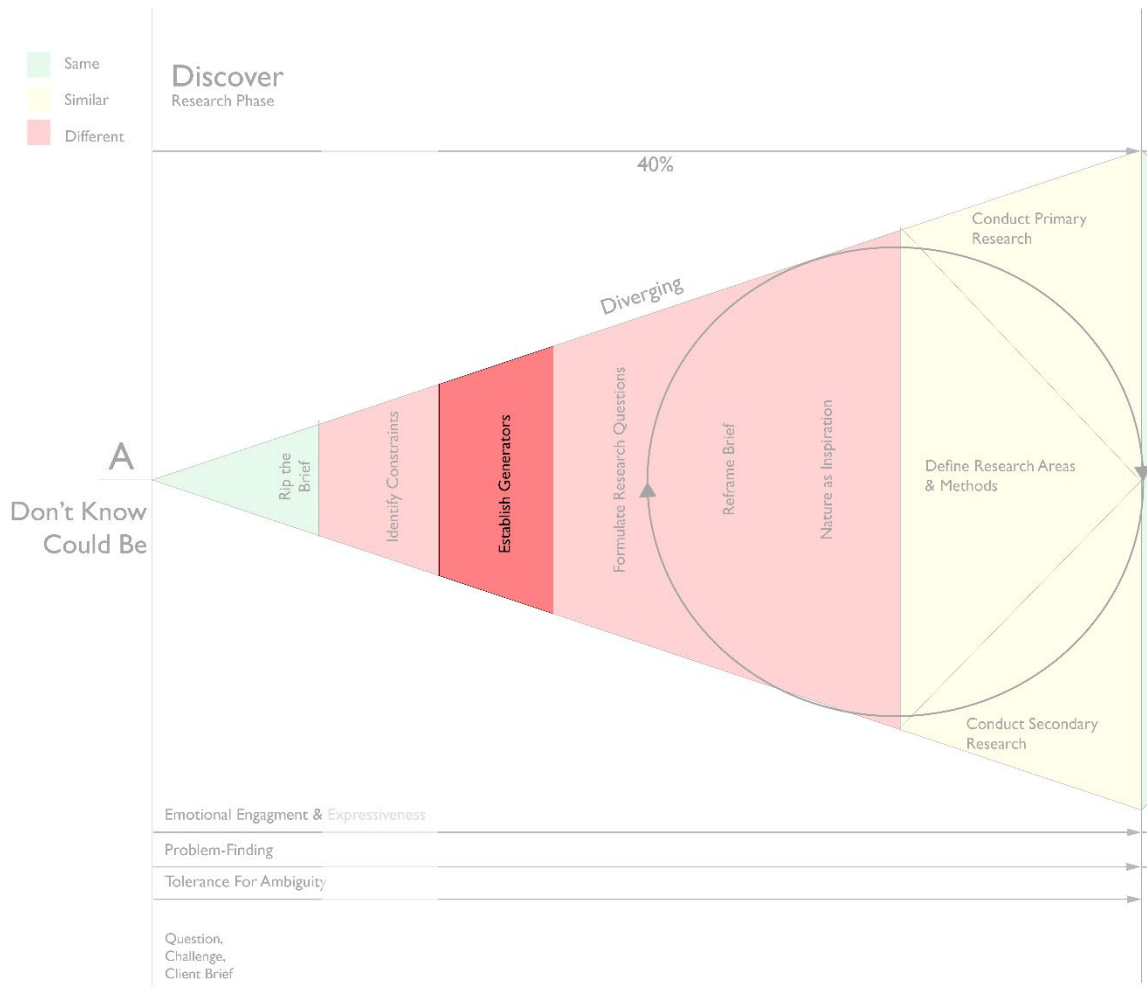 Same
Similar
Different
Discover
Research Phase
40%
Diverging
Conduct Primary
Research
A
Don't Know
Could Be
Rip the
Brief
Identify Constraints
Establish Generators
Formulate Research Questions
Reframe Brief
Nature as Inspiration
Define Research Areas
& Methods
Conduct Secondary
Research
Emotional Engagment & Expressiveness
Problem-Finding
Tolerance For Ambiguity
Question,
Challenge,
Client Brief